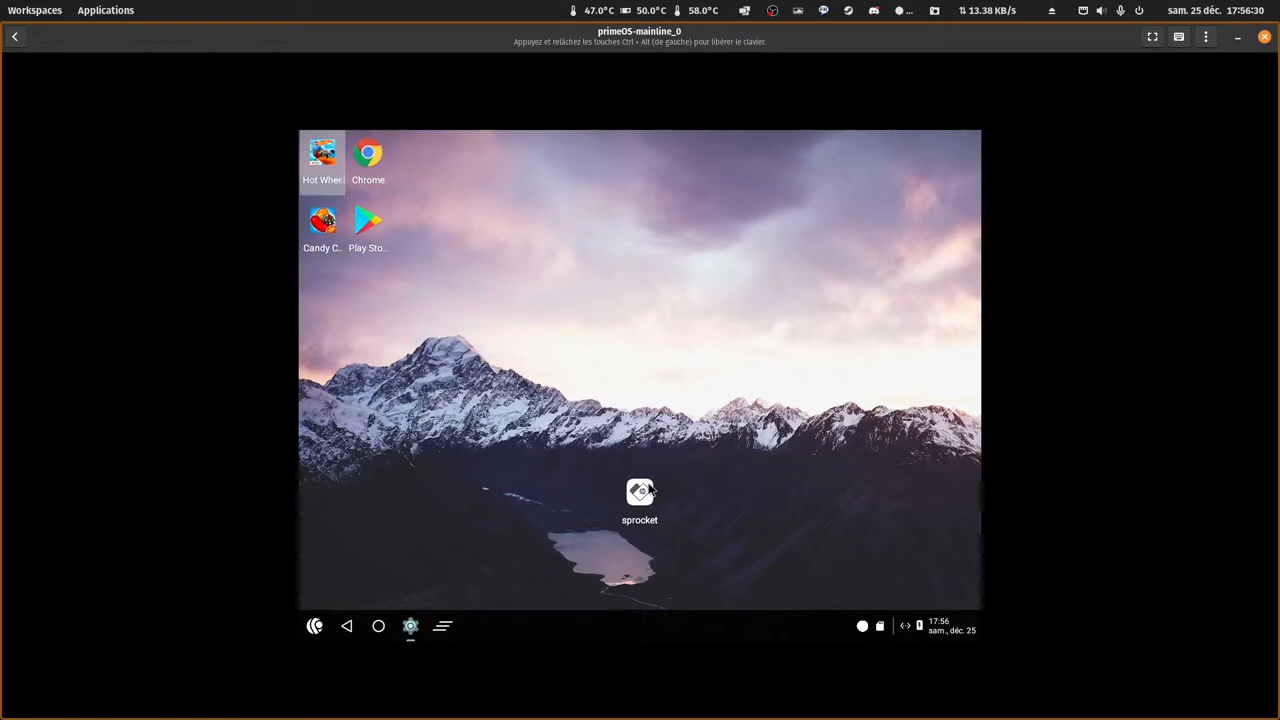 Workspaces Applications 47.0°C 50.0°C 58.0°C ... 13.38 KB/s sam. 25 déc. 17:56:30
primeOS-mainline_0
Appuyez et relâchez les touches Ctrl + Alt (de gauche) pour libérer le clavier.
Hot Whee Chrome
Candy C.. Play Sto..
sprocket
17:56
sam., déc. 25